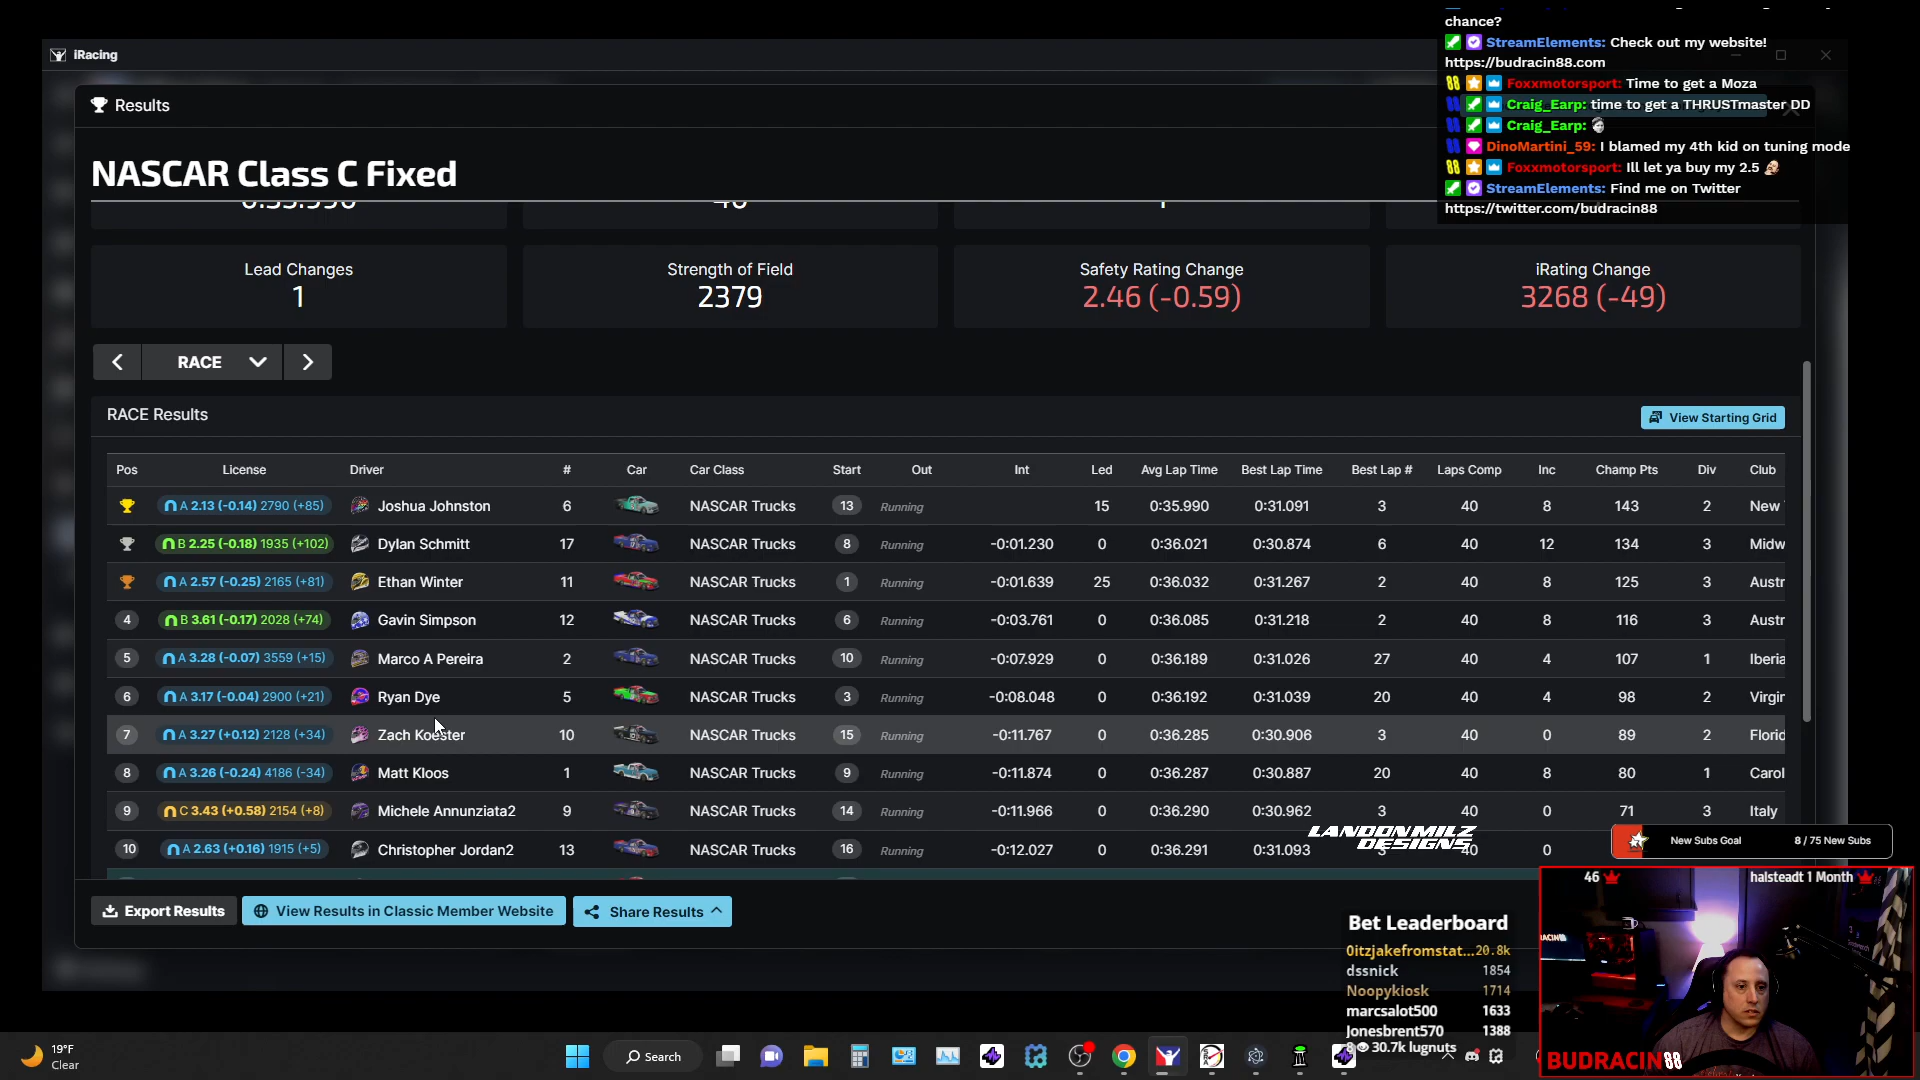 chance?
StreamElements: Check out my website!
https://budracin88.com
Foxxmotorsport: Time to get a Moza
Craig_Earp: time to get a THRUSTmaster DD
Craig_Earp:
DinoMartini_59: I blamed my 4th kid on tuning mode
Foxxmotorsport: Ill let ya buy my 2.5
StreamElements: Find me on Twitter
https://twitter.com/budracin88
iRacing
Results
NASCAR Class C Fixed
Lead Changes
1
Strength of Field
2379
Safety Rating Change
2.46 (-0.59)
iRating Change
3268 (-49)
RACE
RACE Results
View Starting Grid
Pos License Driver # Car Car Class Start Out Int Led Avg Lap Time Best Lap Time Best Lap # Laps Comp Inc Champ Pts Div Club
A 2.13 (-0.14) 2790 (+85) Joshua Johnston 6 NASCAR Trucks 13 Running 15 0:35.990 0:31.091 3 40 8 143 2 New
B 2.25 (-0.18) 1935 (+102) Dylan Schmitt 17 NASCAR Trucks 8 Running -0:01.230 0 0:36.021 0:30.874 6 40 12 134 3 Midw
A 2.57 (-0.25) 2165 (+81) Ethan Winter 11 NASCAR Trucks 1 Running -0:01.639 25 0:36.032 0:31.267 2 40 8 125 3 Austr
4 B 3.61 (-0.17) 2028 (+74) Gavin Simpson 12 NASCAR Trucks 6 Running -0:03.761 0 0:36.085 0:31.218 2 40 8 116 3 Austr
5 A 3.28 (-0.07) 3559 (+15) Marco A Pereira 2 NASCAR Trucks 10 Running -0:07.929 0 0:36.189 0:31.026 27 40 4 107 1 Iberia
6 A 3.17 (-0.04) 2900 (+21) Ryan Dye 5 NASCAR Trucks 3 Running -0:08.048 0 0:36.192 0:31.039 20 40 4 98 2 Virgin
7 A 3.27 (+0.12) 2128 (+34) Zach Koester 10 NASCAR Trucks 15 Running -0:11.767 0 0:36.285 0:30.906 3 40 0 89 2 Florid
8 A 3.26 (-0.24) 4186 (-34) Matt Kloos 1 NASCAR Trucks 9 Running -0:11.874 0 0:36.287 0:30.887 20 40 8 80 1 Carol
9 C 3.43 (+0.58) 2154 (+8) Michele Annunziata2 9 NASCAR Trucks 14 Running -0:11.966 0 0:36.290 0:30.962 3 40 0 71 3 Italy
10 A 2.63 (+0.16) 1915 (+5) Christopher Jordan2 13 NASCAR Trucks 16 Running -0:12.027 0 0:36.291 0:31.093 3 40 0
LANDON MILZ
DESIGNS
New Subs Goal 8 / 75 New Subs
Export Results
View Results in Classic Member Website
Share Results
46
halsteadt 1 Month
Bet Leaderboard
0itzjakefromstat... 20.8k
dssnick 1854
Noopykiosk 1714
marcsalot500 1633
Jonesbrent570 1388
30.7k lugnuts
BUDRACIN88
19°F
Clear
Search